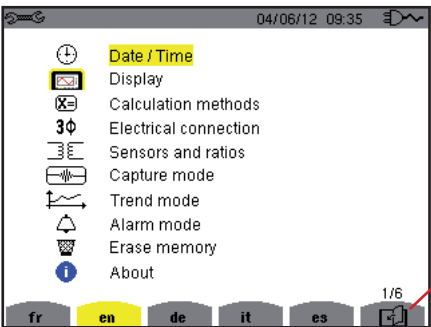 04/06/12 09:35
Date / Time
Display
X= Calculation methods
3Φ Electrical connection
Sensors and ratios
Capture mode
Trend mode
Alarm mode
Erase memory
i About
1/6
fr en de it es